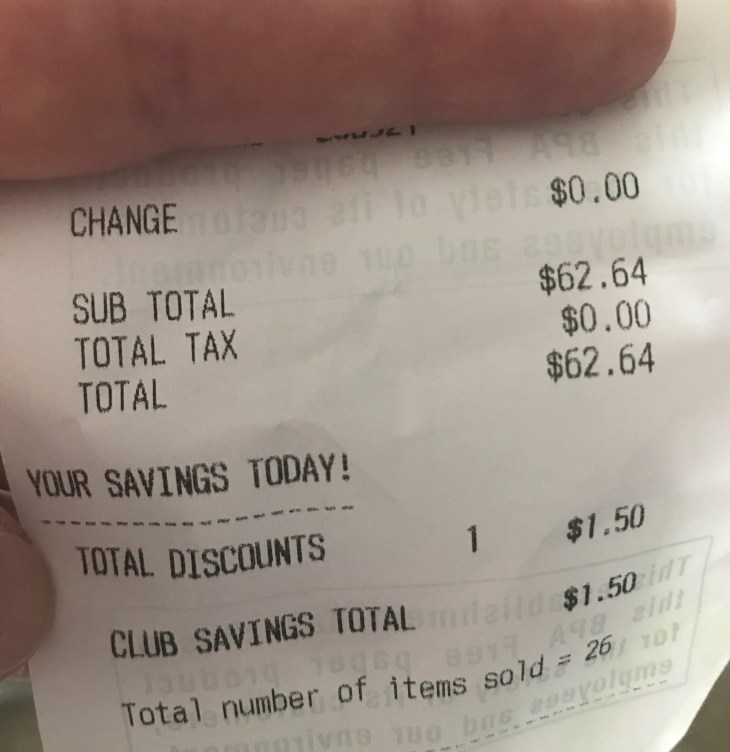 CHANGE $0.00
SUB TOTAL $62.64
TOTAL TAX $0.00
TOTAL $62.64
YOUR SAVINGS TODAY!
TOTAL DISCOUNTS 1 $1.50
CLUB SAVINGS TOTAL $1.50
Total number of items sold = 26